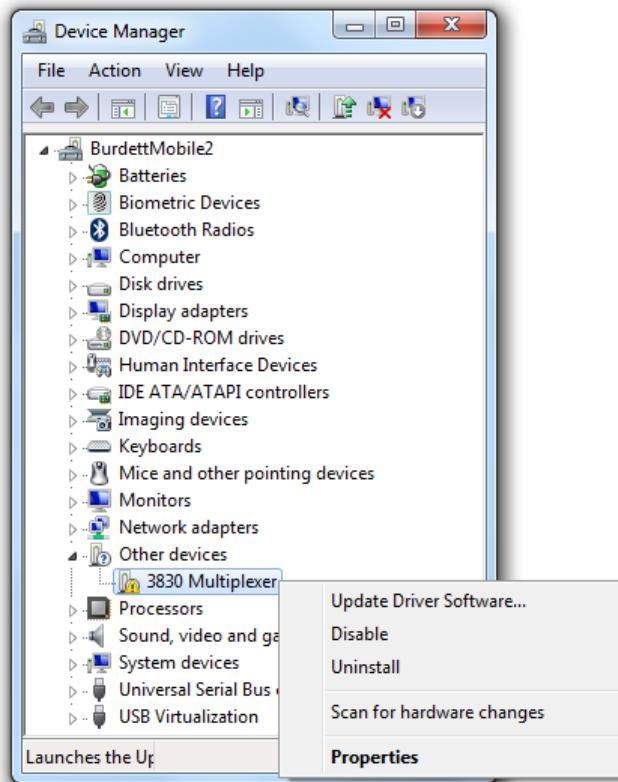 Device Manager
File Action View Help
BurdettMobile2
Batteries
Biometric Devices
Bluetooth Radios
Computer
Disk drives
Display adapters
DVD/CD-ROM drives
Human Interface Devices
IDE ATA/ATAPI controllers
Imaging devices
Keyboards
Mice and other pointing devices
Monitors
Network adapters
Other devices
3830 Multiplexer
Processors
Sound, video and ga
System devices
Universal Serial Bus
USB Virtualization
Launches the Up
Update Driver Software...
Disable
Uninstall
Scan for hardware changes
Properties